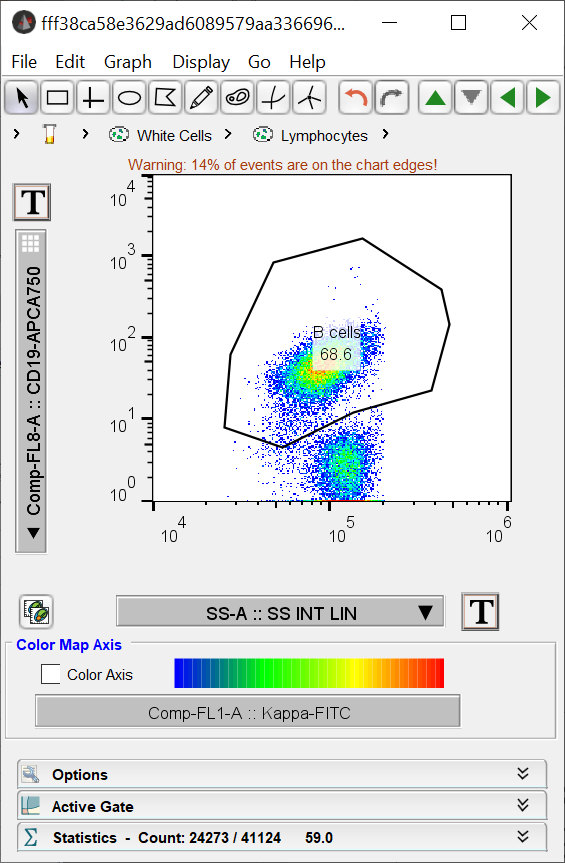 fff38ca58e3629ad6089579aa336696...
File Edit Graph Display Go Help
White Cells Lymphocytes
Warning: 14% of events are on the chart edges!
T
Comp-FL8-A :: CD19-APCA750
10^4
10^3
10^2
10^1
10^0
B cells
68.6
10^4 10^5 10^6
SS-A :: SS INT LIN
T
Color Map Axis
Color Axis
Comp-FL1-A :: Kappa-FITC
Options
Active Gate
Σ Statistics - Count: 24273 / 41124 59.0